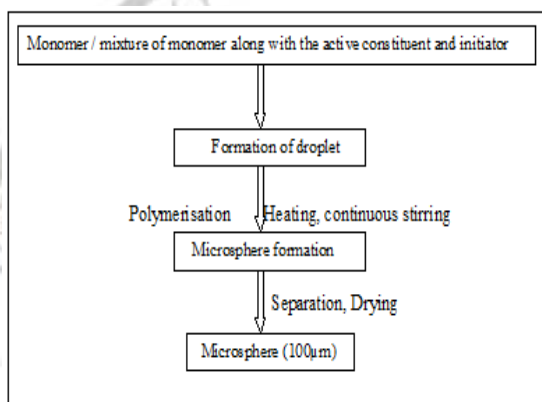 Monomer / mixture of monomer along with the active constituent and initiator
Formation of droplet
Polymerisation Heating, continuous stirring
Microsphere formation
Separation, Drying
Microsphere (100µm)